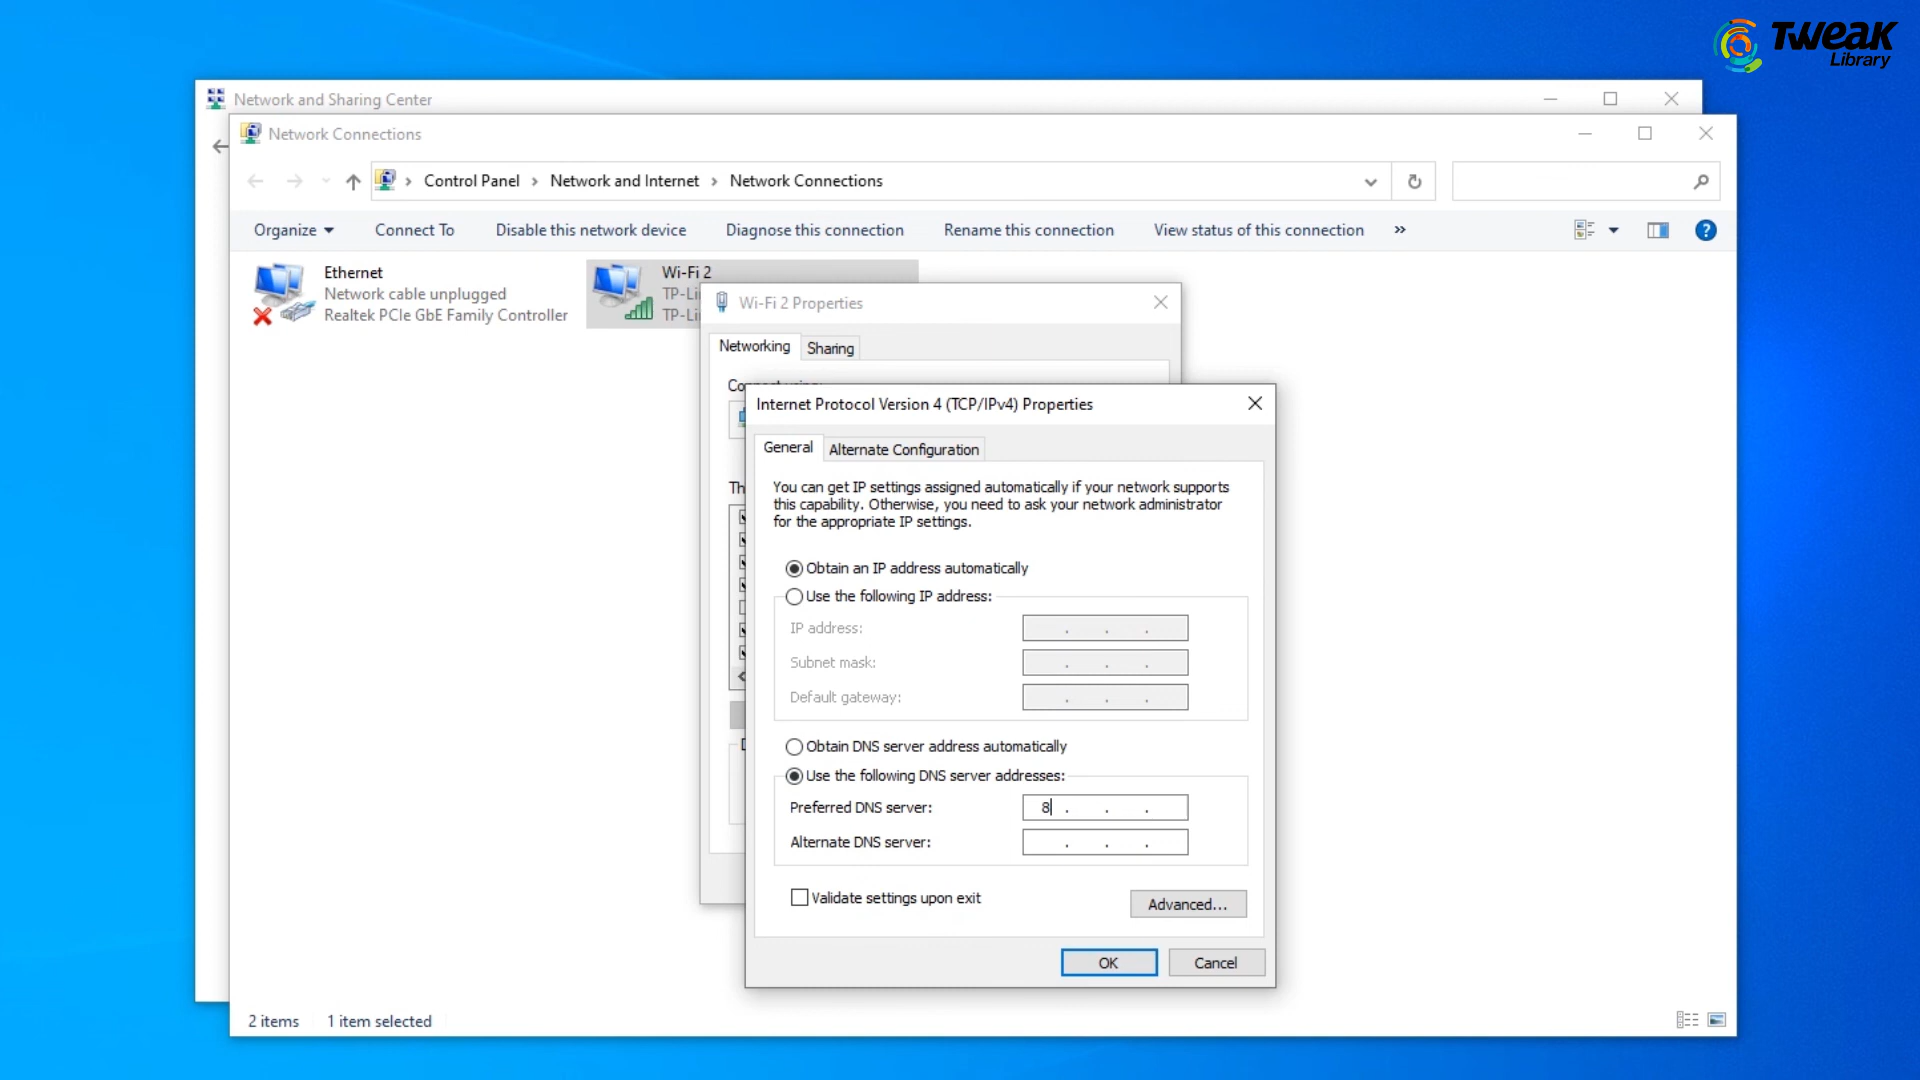 TWEAK
Library
Network and Sharing Center
Network Connections
Control Panel > Network and Internet > Network Connections
Organize Connect To Disable this network device Diagnose this connection Rename this connection View status of this connection »
Ethernet
Network cable unplugged
Realtek PCIe GbE Family Controller
Wi-Fi 2
Wi-Fi 2 Properties
Networking Sharing
Internet Protocol Version 4 (TCP/IPv4) Properties
General Alternate Configuration
You can get IP settings assigned automatically if your network supports
this capability. Otherwise, you need to ask your network administrator
for the appropriate IP settings.
Obtain an IP address automatically
Use the following IP address:
IP address: . . .
Subnet mask: . . .
Default gateway: . . .
Obtain DNS server address automatically
Use the following DNS server addresses:
Preferred DNS server: 8 . . .
Alternate DNS server: . . .
Validate settings upon exit
Advanced...
OK Cancel
2 items 1 item selected